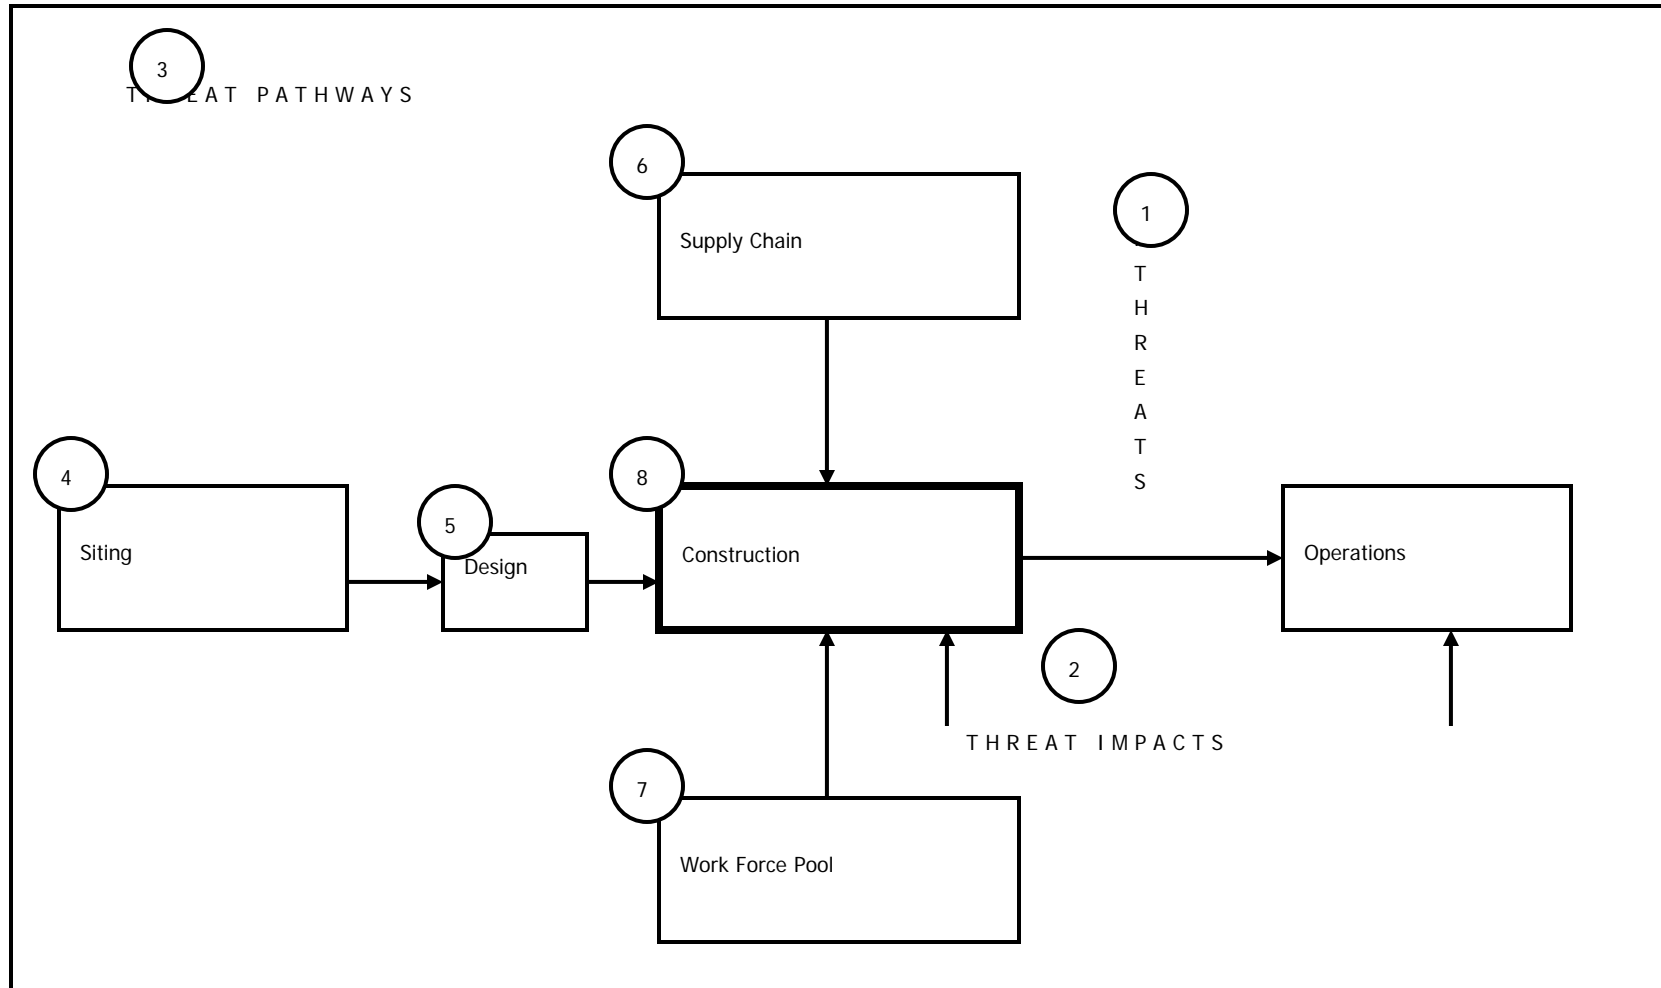 3
THREAT PATHWAYS
6
Supply Chain
1
T
H
R
E
A
T
S
4
Siting
5
Design
8
Construction
Operations
2
THREAT IMPACTS
7
Work Force Pool